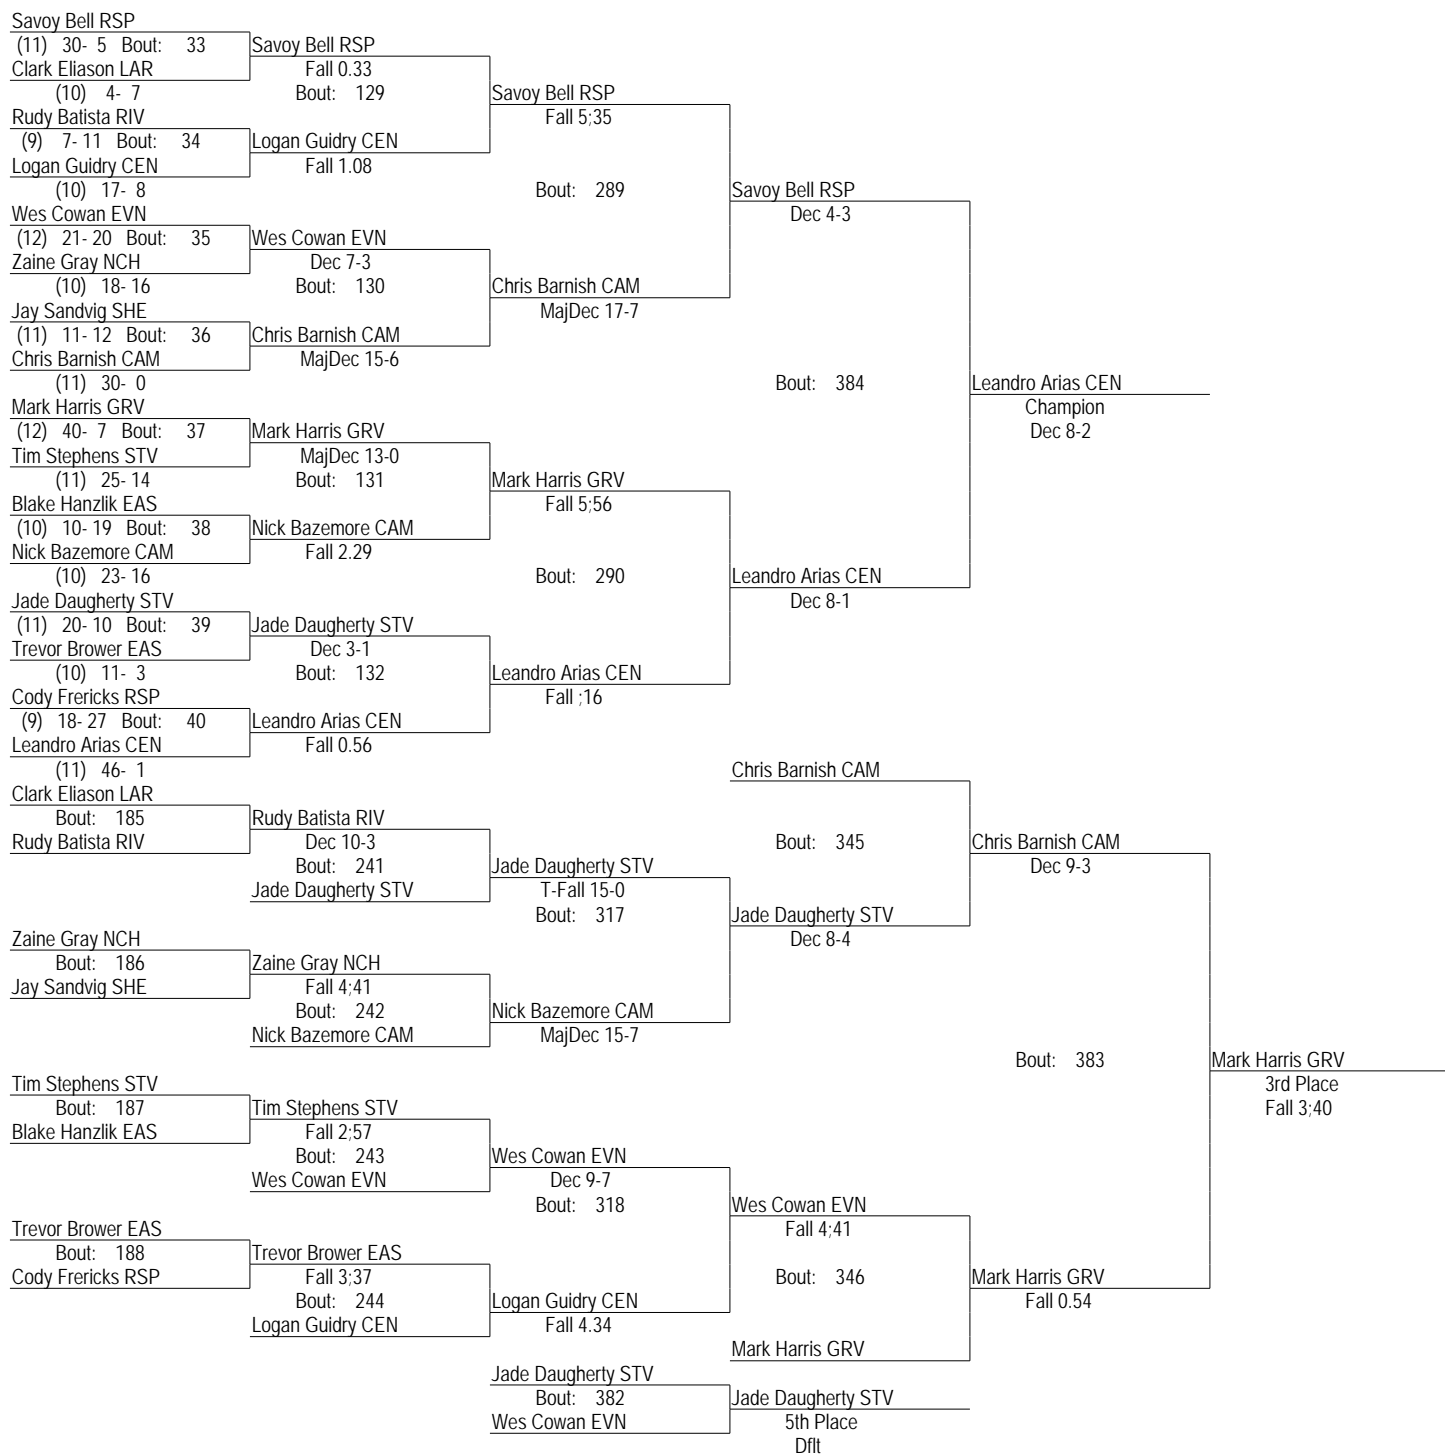 Savoy Bell RSP
(11) 30- 5 Bout: 33 Savoy Bell RSP
Clark Eliason LAR Fall 0.33
(10) 4- 7 Bout: 129 Savoy Bell RSP
Rudy Batista RIV Fall 5;35
(9) 7- 11 Bout: 34 Logan Guidry CEN
Logan Guidry CEN Fall 1.08
(10) 17- 8 Bout: 289 Savoy Bell RSP
Wes Cowan EVN Dec 4-3
(12) 21- 20 Bout: 35 Wes Cowan EVN
Zaine Gray NCH Dec 7-3
(10) 18- 16 Bout: 130 Chris Barnish CAM
Jay Sandvig SHE MajDec 17-7
(11) 11- 12 Bout: 36 Chris Barnish CAM
Chris Barnish CAM MajDec 15-6
(11) 30- 0 Bout: 384 Leandro Arias CEN
Mark Harris GRV Champion
(12) 40- 7 Bout: 37 Mark Harris GRV Dec 8-2
Tim Stephens STV MajDec 13-0
(11) 25- 14 Bout: 131 Mark Harris GRV
Blake Hanzlik EAS Fall 5;56
(10) 10- 19 Bout: 38 Nick Bazemore CAM
Nick Bazemore CAM Fall 2.29
(10) 23- 16 Bout: 290 Leandro Arias CEN
Jade Daugherty STV Dec 8-1
(11) 20- 10 Bout: 39 Jade Daugherty STV
Trevor Brower EAS Dec 3-1
(10) 11- 3 Bout: 132 Leandro Arias CEN
Cody Frericks RSP Fall ;16
(9) 18- 27 Bout: 40 Leandro Arias CEN
Leandro Arias CEN Fall 0.56
(11) 46- 1 Chris Barnish CAM
Clark Eliason LAR
Bout: 185 Rudy Batista RIV
Rudy Batista RIV Dec 10-3 Bout: 345 Chris Barnish CAM
Bout: 241 Jade Daugherty STV Dec 9-3
Jade Daugherty STV T-Fall 15-0
Bout: 317 Jade Daugherty STV
Zaine Gray NCH Dec 8-4
Bout: 186 Zaine Gray NCH
Jay Sandvig SHE Fall 4;41
Bout: 242 Nick Bazemore CAM
Nick Bazemore CAM MajDec 15-7
Bout: 383 Mark Harris GRV
Tim Stephens STV 3rd Place
Bout: 187 Tim Stephens STV Fall 3;40
Blake Hanzlik EAS Fall 2;57
Bout: 243 Wes Cowan EVN
Wes Cowan EVN Dec 9-7
Bout: 318 Wes Cowan EVN
Trevor Brower EAS Fall 4;41
Bout: 188 Trevor Brower EAS
Cody Frericks RSP Fall 3;37 Bout: 346 Mark Harris GRV
Bout: 244 Logan Guidry CEN Fall 0.54
Logan Guidry CEN Fall 4.34
Mark Harris GRV
Jade Daugherty STV
Bout: 382 Jade Daugherty STV
Wes Cowan EVN 5th Place
Dflt